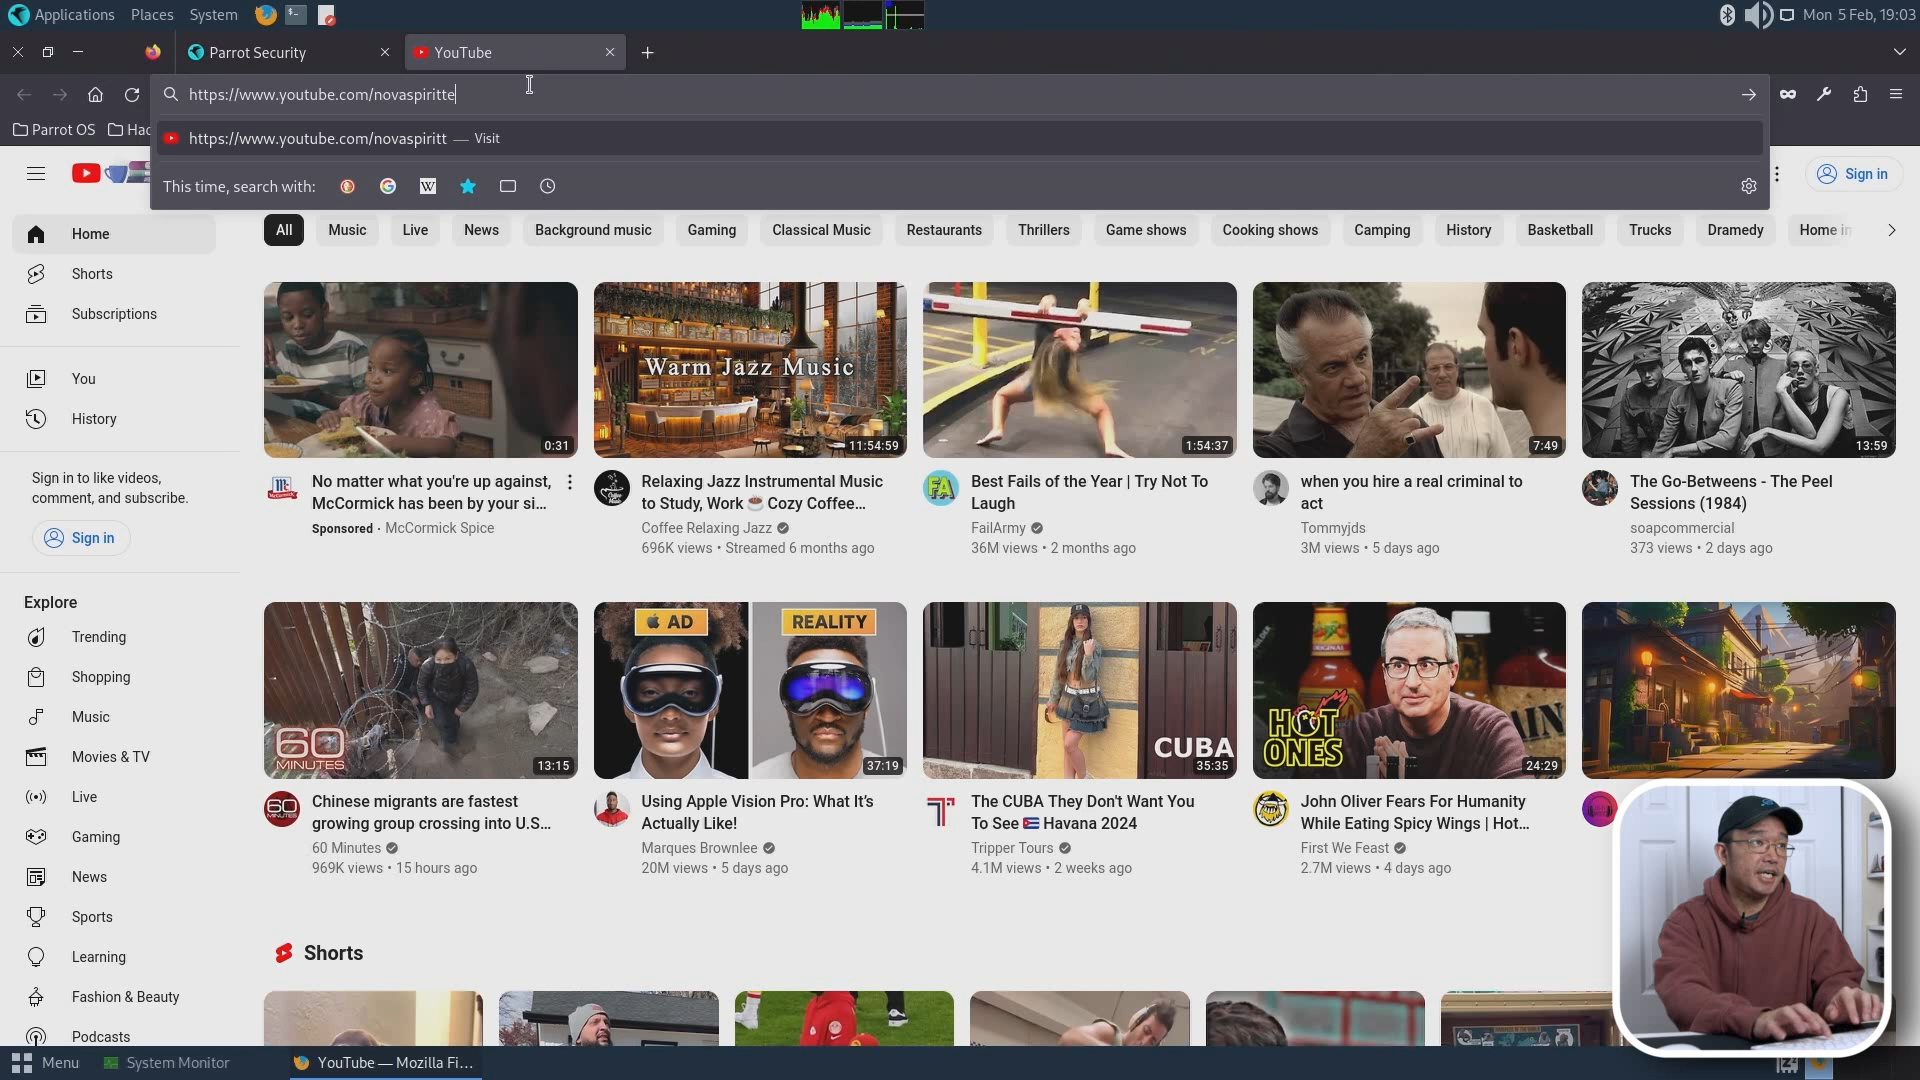 Applications Places System
Mon 5 Feb, 19:03
Parrot Security
YouTube
https://www.youtube.com/novaspiritte
Parrot OS
Hac
https://www.youtube.com/novaspiritt — Visit
This time, search with:
W
Sign in
Home
Shorts
Subscriptions
You
History
Sign in to like videos,
comment, and subscribe.
Sign in
Explore
Trending
Shopping
Music
Movies & TV
Live
Gaming
News
Sports
Learning
Fashion & Beauty
Podcasts
All Music Live News Background music Gaming Classical Music Restaurants Thrillers Game shows Cooking shows Camping History Basketball Trucks Dramedy Home in
0:31
McCormick
No matter what you're up against,
McCormick has been by your si...
Sponsored · McCormick Spice
Warm Jazz Music
11:54:59
Relaxing Jazz Instrumental Music
to Study, Work ☕ Cozy Coffee...
Coffee Relaxing Jazz
696K views • Streamed 6 months ago
1:54:37
FA
Best Fails of the Year | Try Not To
Laugh
FailArmy
36M views • 2 months ago
7:49
when you hire a real criminal to
act
Tommyjds
3M views • 5 days ago
13:59
The Go-Betweens - The Peel
Sessions (1984)
soapcommercial
373 views • 2 days ago
60
MINUTES
13:15
60
MINUTES
Chinese migrants are fastest
growing group crossing into U.S...
60 Minutes
969K views • 15 hours ago
AD
REALITY
37:19
Using Apple Vision Pro: What It's
Actually Like!
Marques Brownlee
20M views • 5 days ago
CUBA
35:35
The CUBA They Don't Want You
To See 🇨🇺 Havana 2024
Tripper Tours
4.1M views • 2 weeks ago
HOT
ONES
24:29
John Oliver Fears For Humanity
While Eating Spicy Wings | Hot...
First We Feast
2.7M views • 4 days ago
Shorts
Menu
System Monitor
YouTube — Mozilla Fi...